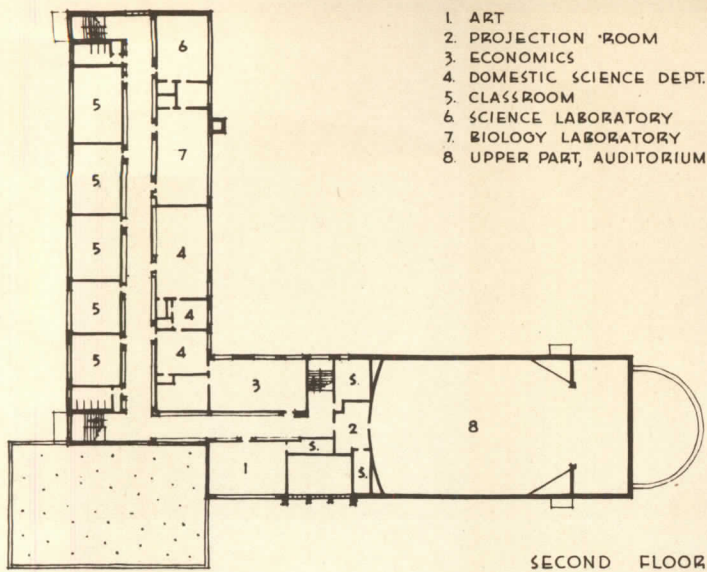 1. ART
2. PROJECTION ROOM
3. ECONOMICS
4. DOMESTIC SCIENCE DEPT.
5. CLASSROOM
6. SCIENCE LABORATORY
7. BIOLOGY LABORATORY
8. UPPER PART, AUDITORIUM
6
5
7
5
5
4
4
5
4
5
3
S.
2
8
S.
1
S.
SECOND FLOOR